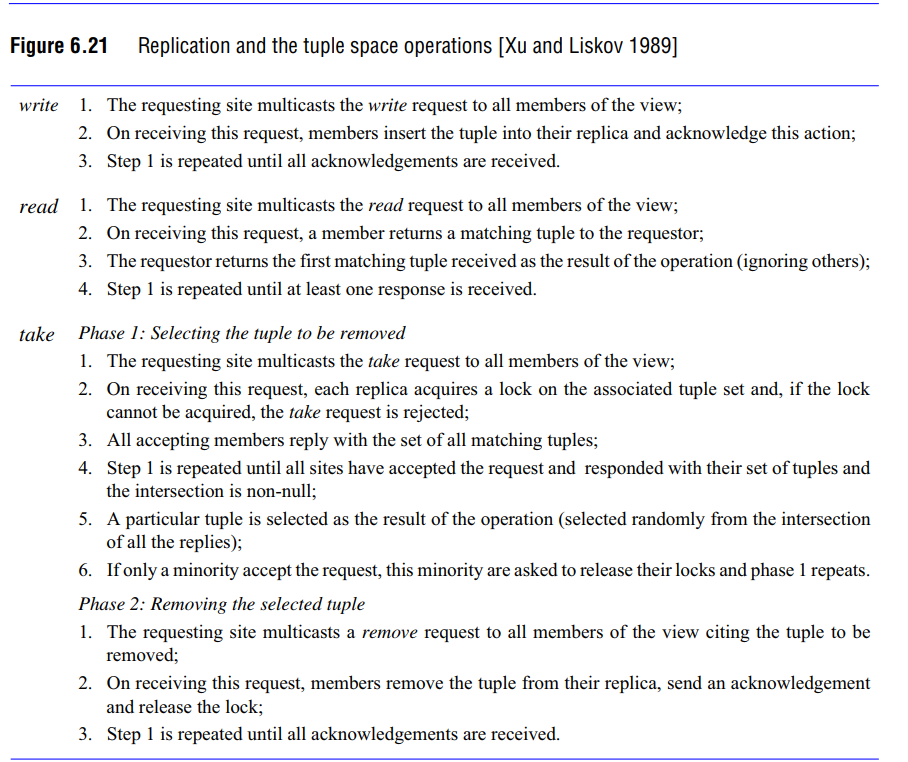 Figure 6.21 Replication and the tuple space operations [Xu and Liskov 1989]
write 1. The requesting site multicasts the write request to all members of the view;
2. On receiving this request, members insert the tuple into their replica and acknowledge this action;
3. Step 1 is repeated until all acknowledgements are received.
read 1. The requesting site multicasts the read request to all members of the view;
2. On receiving this request, a member returns a matching tuple to the requestor;
3. The requestor returns the first matching tuple received as the result of the operation (ignoring others);
4. Step 1 is repeated until at least one response is received.
take Phase 1: Selecting the tuple to be removed
1. The requesting site multicasts the take request to all members of the view;
2. On receiving this request, each replica acquires a lock on the associated tuple set and, if the lock
cannot be acquired, the take request is rejected;
3. All accepting members reply with the set of all matching tuples;
4. Step 1 is repeated until all sites have accepted the request and responded with their set of tuples and
the intersection is non-null;
5. A particular tuple is selected as the result of the operation (selected randomly from the intersection
of all the replies);
6. If only a minority accept the request, this minority are asked to release their locks and phase 1 repeats.
Phase 2: Removing the selected tuple
1. The requesting site multicasts a remove request to all members of the view citing the tuple to be
removed;
2. On receiving this request, members remove the tuple from their replica, send an acknowledgement
and release the lock;
3. Step 1 is repeated until all acknowledgements are received.